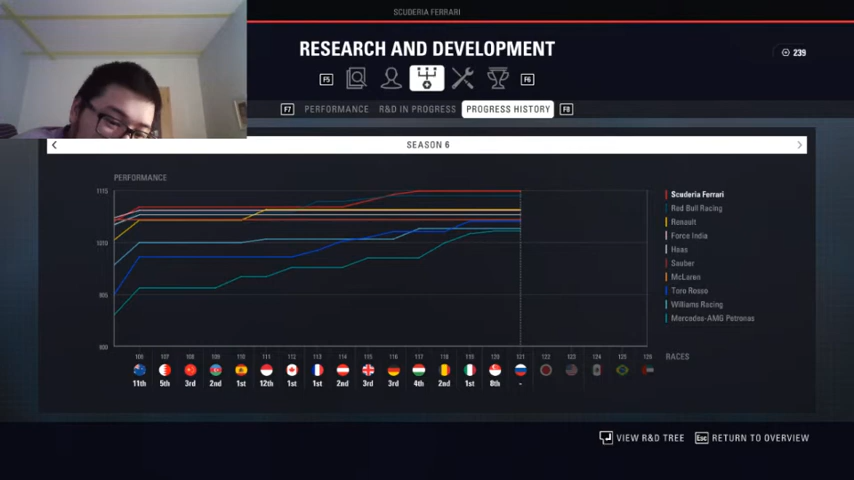 SCUDERIA FERRARI
RESEARCH AND DEVELOPMENT
239
F5 F6
F7 PERFORMANCE R&D IN PROGRESS PROGRESS HISTORY F8
SEASON 6
PERFORMANCE
1115
1010
905
800
Scuderia Ferrari
Red Bull Racing
Renault
Force India
Haas
Sauber
McLaren
Toro Rosso
Williams Racing
Mercedes-AMG Petronas
106 107 108 109 110 111 112 113 114 115 116 117 118 119 120 121 122 123 124 125 126 RACES
11th 5th 3rd 2nd 1st 12th 1st 1st 2nd 3rd 3rd 4th 2nd 1st 8th -
VIEW R&D TREE Esc RETURN TO OVERVIEW